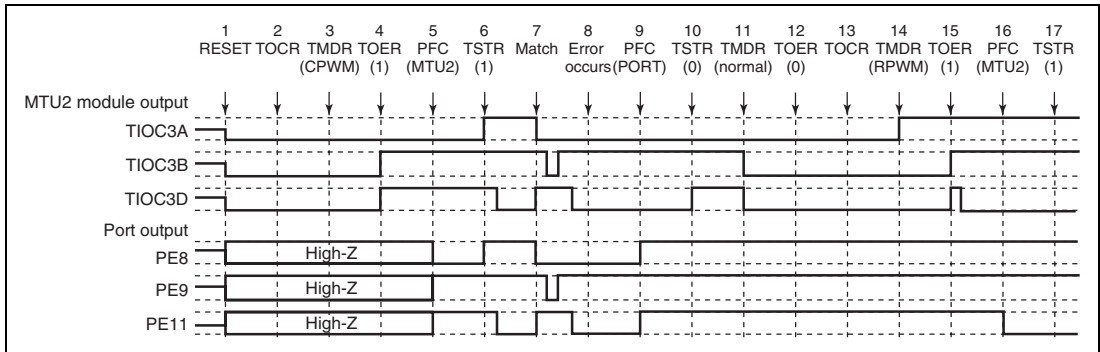 1 2 3 4 5 6 7 8 9 10 11 12 13 14 15 16 17
RESET TOCR TMDR TOER PFC TSTR Match Error PFC TSTR TMDR TOER TOCR TMDR TOER PFC TSTR
(CPWM) (1) (MTU2) (1) occurs (PORT) (0) (normal) (0) (RPWM) (1) (MTU2) (1)
MTU2 module output
TIOC3A
TIOC3B
TIOC3D
Port output
PE8 High-Z
PE9 High-Z
PE11 High-Z